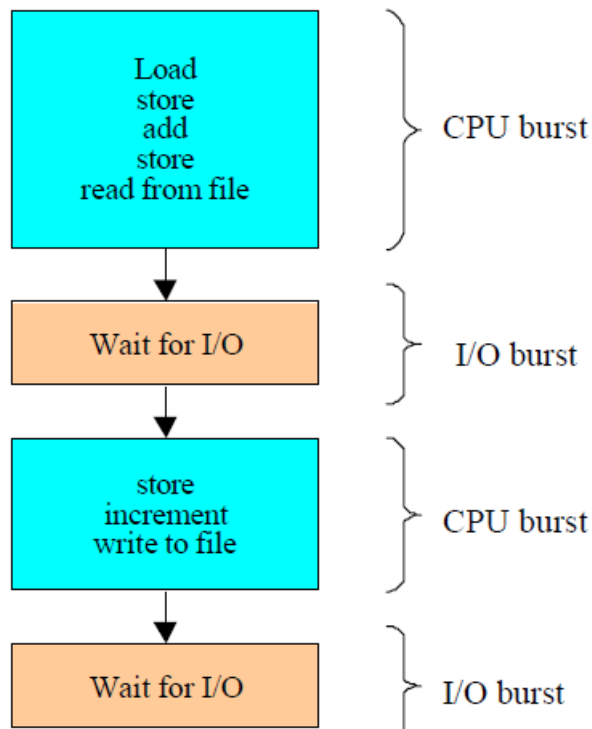 Load
store
add
store
read from file
CPU burst
Wait for I/O
I/O burst
store
increment
write to file
CPU burst
Wait for I/O
I/O burst